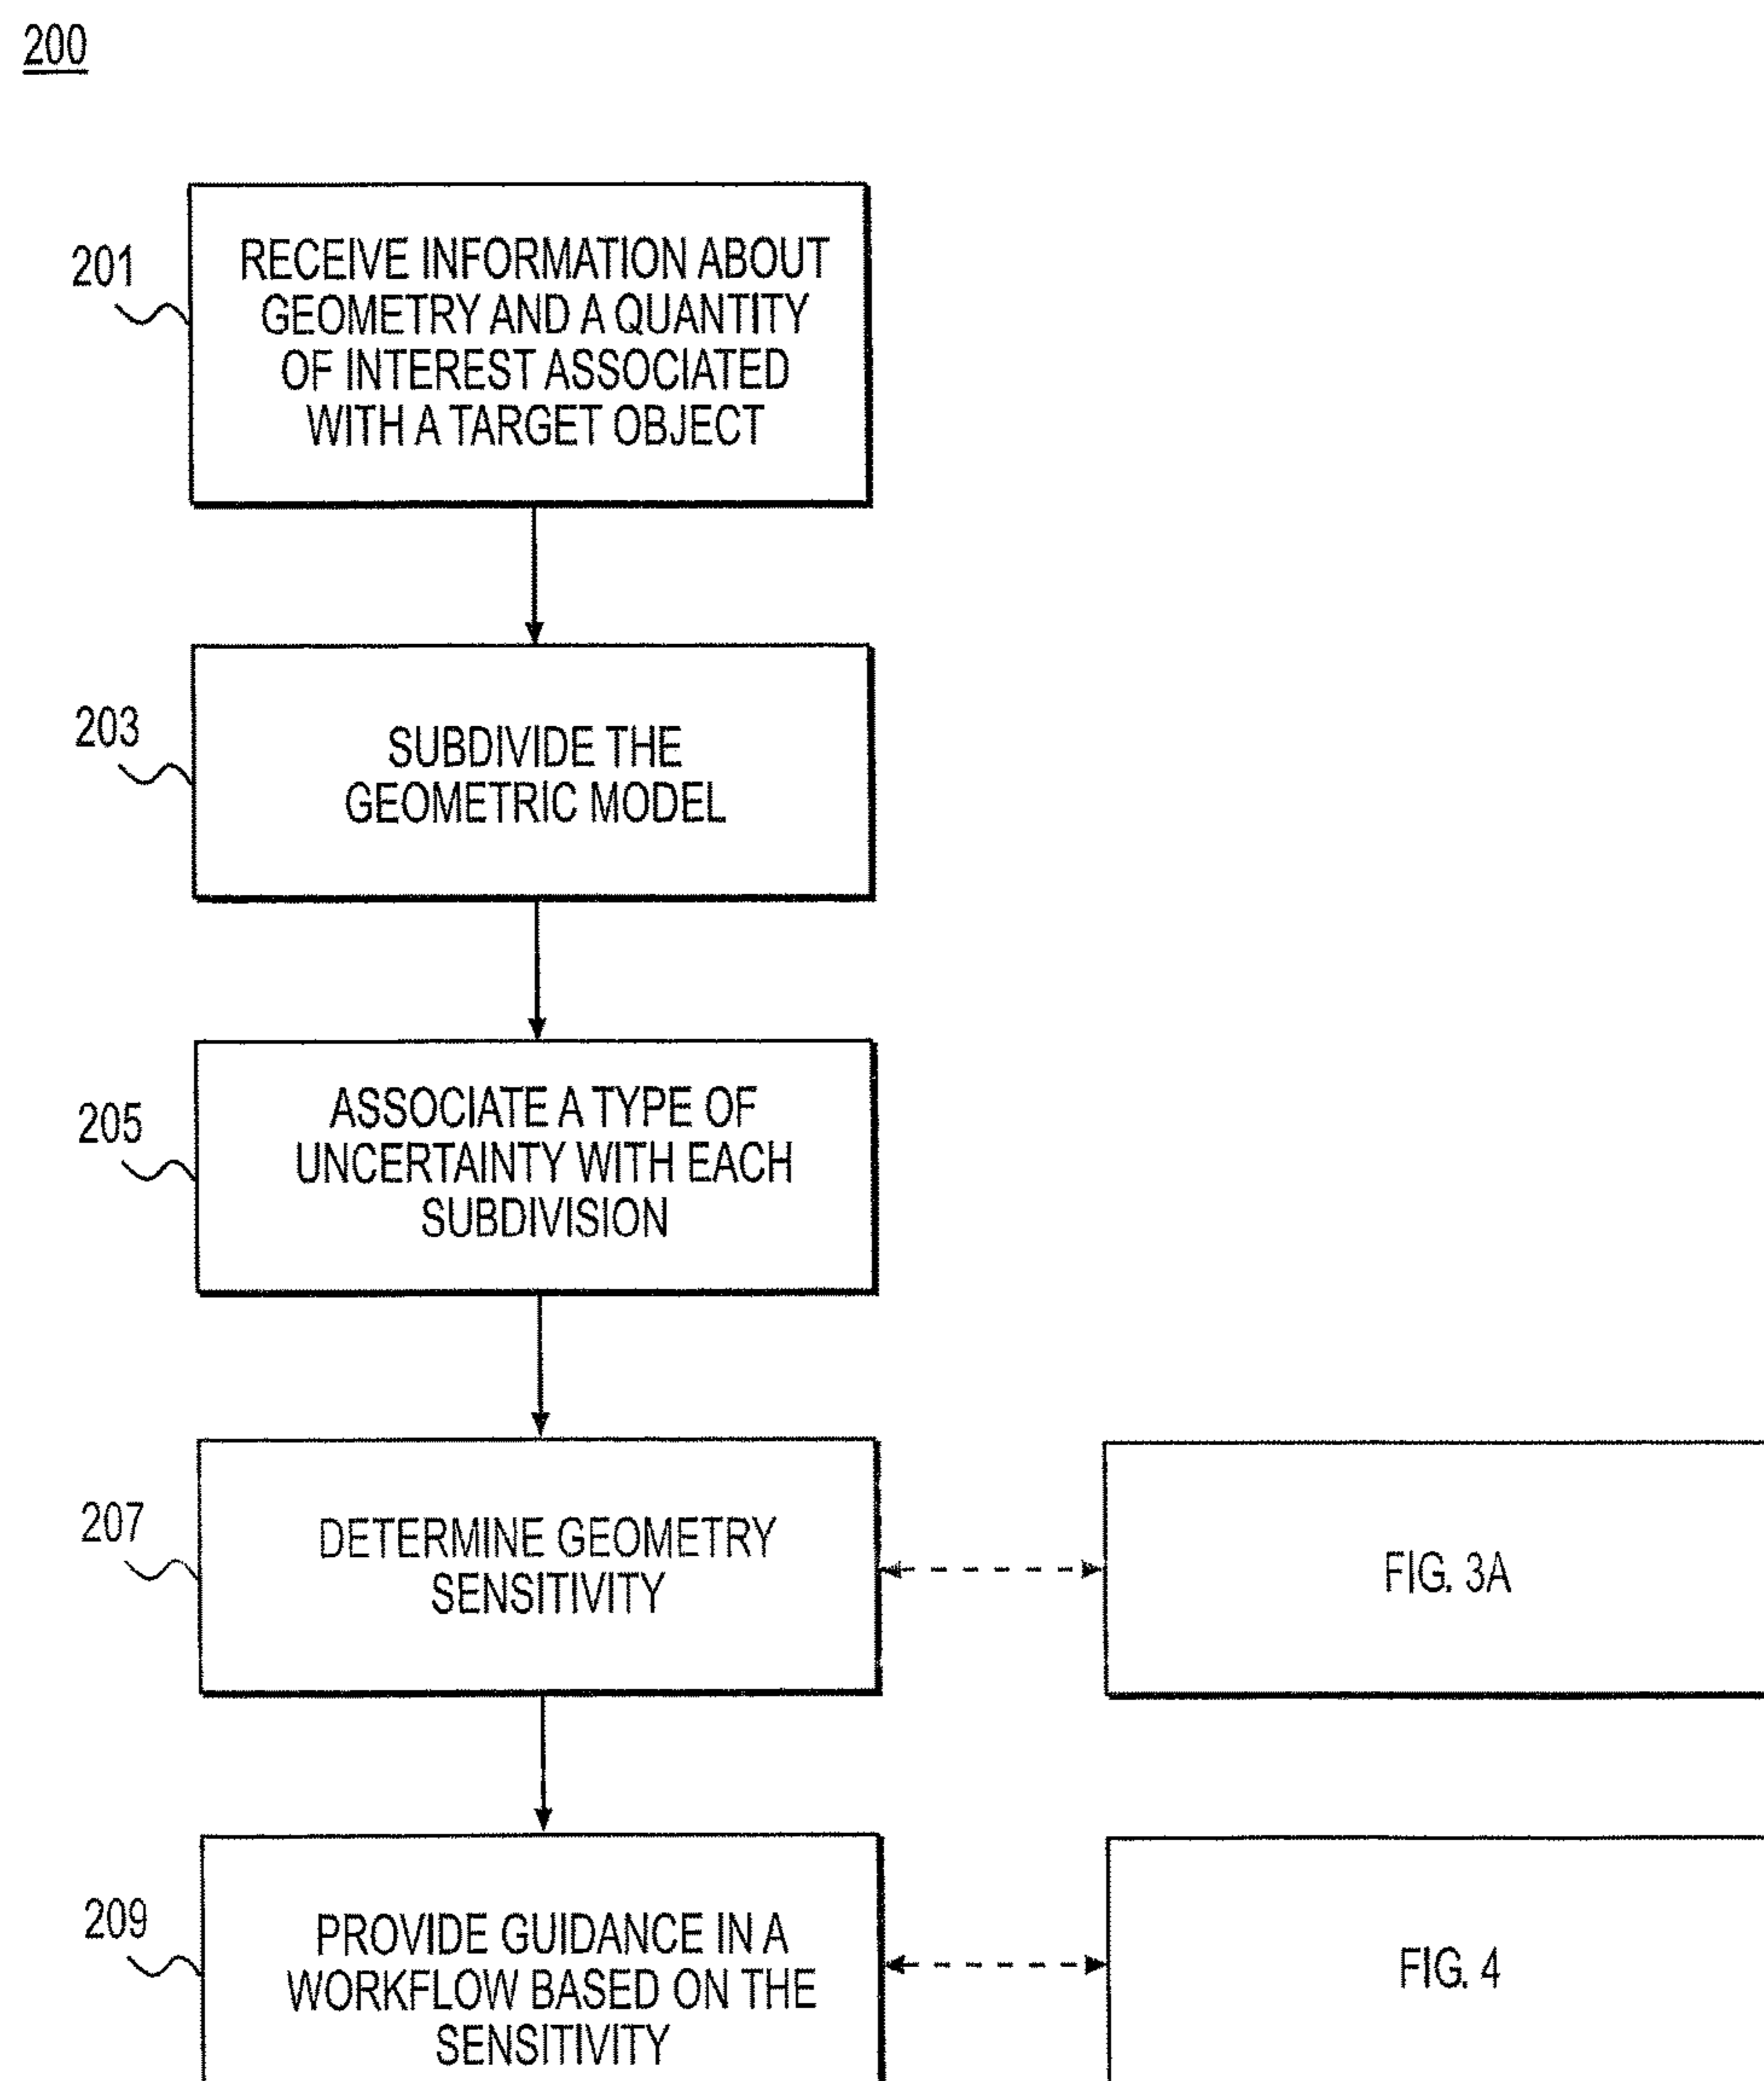 200
201
RECEIVE INFORMATION ABOUT
GEOMETRY AND A QUANTITY
OF INTEREST ASSOCIATED
WITH A TARGET OBJECT
203
SUBDIVIDE THE
GEOMETRIC MODEL
205
ASSOCIATE A TYPE OF
UNCERTAINTY WITH EACH
SUBDIVISION
207
DETERMINE GEOMETRY
SENSITIVITY
FIG. 3A
209
PROVIDE GUIDANCE IN A
WORKFLOW BASED ON THE
SENSITIVITY
FIG. 4